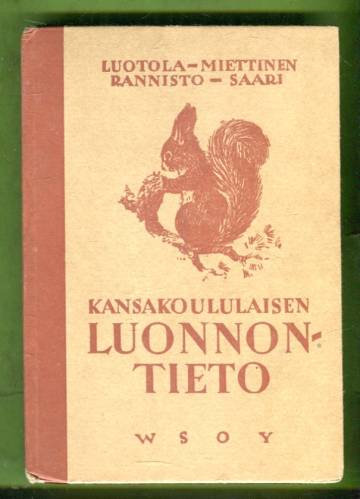 LUOTOLA - MIETTINEN
RANNISTO - SAARI
KANSAKOULULAISEN
LUONNON-
TIETO
WSOY